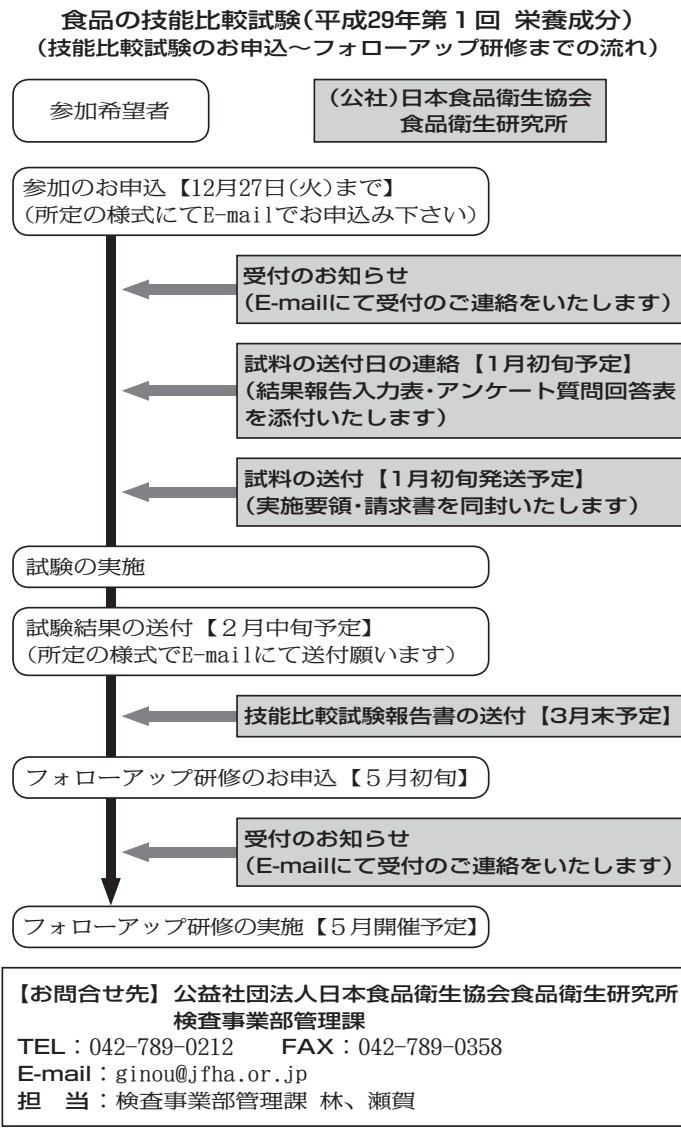 食品の技能比較試験(平成29年第1回 栄養成分)
(技能比較試験のお申込～フォローアップ研修までの流れ)
参加希望者
(公社)日本食品衛生協会
食品衛生研究所
参加のお申込【12月27日(火)まで】
(所定の様式にてE-mailでお申込み下さい)
受付のお知らせ
(E-mailにて受付のご連絡をいたします)
試料の送付日の連絡【1月初旬予定】
(結果報告入力表・アンケート質問回答表
を添付いたします)
試料の送付【1月初旬発送予定】
(実施要領・請求書を同封いたします)
試験の実施
試験結果の送付【２月中旬予定】
(所定の様式でE-mailにて送付願います)
技能比較試験報告書の送付【3月末予定】
フォローアップ研修のお申込【５月初旬】
受付のお知らせ
(E-mailにて受付のご連絡をいたします)
フォローアップ研修の実施【５月開催予定】
【お問合せ先】公益社団法人日本食品衛生協会食品衛生研究所
検査事業部管理課
TEL：042-789-0212　FAX：042-789-0358
E-mail：ginou@jfha.or.jp
担　当：検査事業部管理課 林、瀬賀